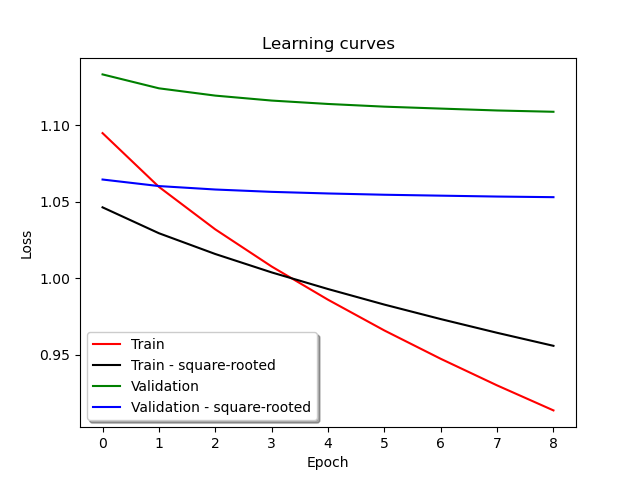 Learning curves
Loss
1.10
1.05
1.00
0.95
Train
Train - square-rooted
Validation
Validation - square-rooted
0 1 2 3 4 5 6 7 8
Epoch